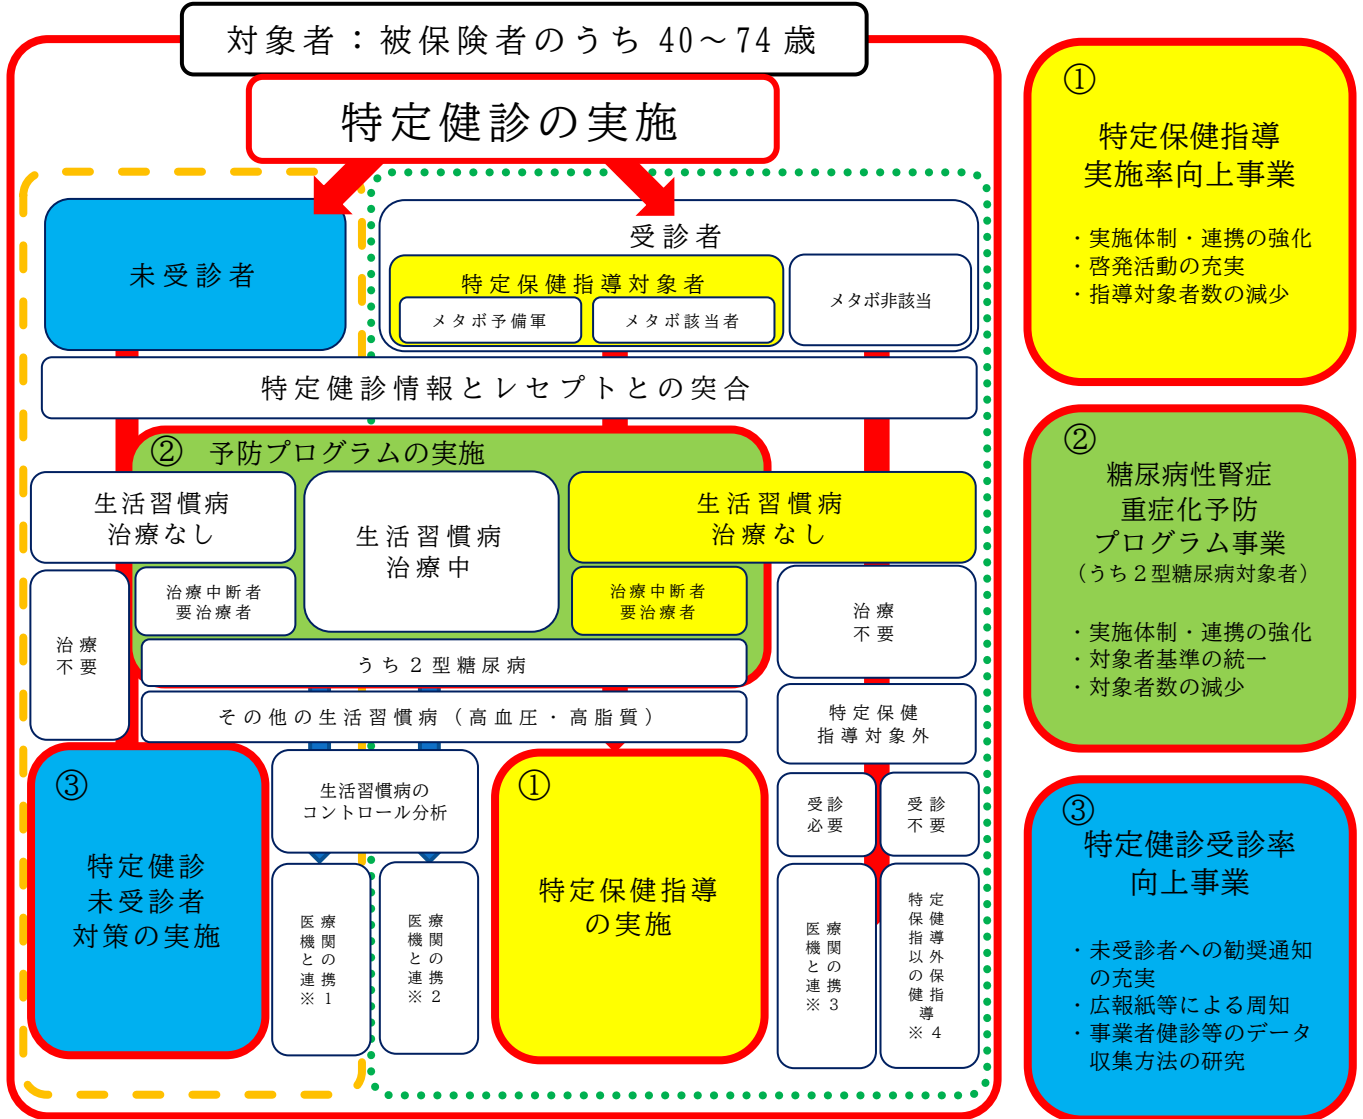 対象者：被保険者のうち 40～74 歳
特定健診の実施
未受診者
受診者
特定保健指導対象者
メタボ予備軍
メタボ該当者
メタボ非該当
特定健診情報とレセプトとの突合
② 予防プログラムの実施
生活習慣病
治療なし
生活習慣病
治療中
生活習慣病
治療なし
治療
不要
治療中断者
要治療者
治療中断者
要治療者
治療
不要
うち２型糖尿病
その他の生活習慣病（高血圧・高脂質）
特定保健
指導対象外
③
特定健診
未受診者
対策の実施
生活習慣病の
コントロール分析
医療
機関
との
連携
※１
医療
機関
との
連携
※２
①
特定保健指導
の実施
受診
必要
受診
不要
医療
機関
との
連携
※３
特定
保健
指導
以外
の保
健指
導
※４
①
特定保健指導
実施率向上事業
・実施体制・連携の強化
・啓発活動の充実
・指導対象者数の減少
②
糖尿病性腎症
重症化予防
プログラム事業
（うち２型糖尿病対象者）
・実施体制・連携の強化
・対象者基準の統一
・対象者数の減少
③
特定健診受診率
向上事業
・未受診者への勧奨通知
の充実
・広報紙等による周知
・事業者健診等のデータ
収集方法の研究